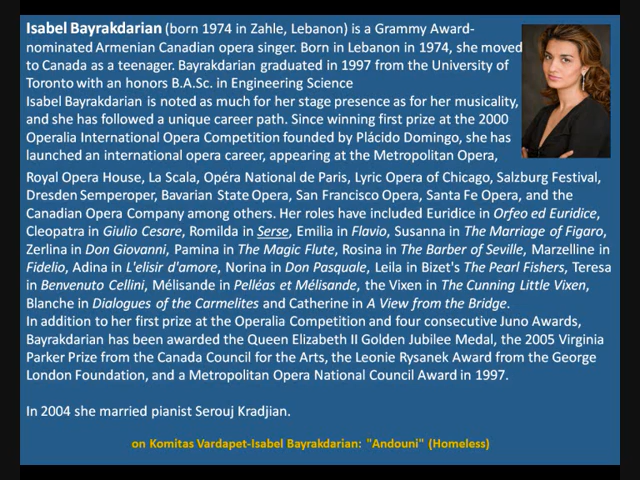 Isabel Bayrakdarian (born 1974 in Zahle, Lebanon) is a Grammy Award-
nominated Armenian Canadian opera singer. Born in Lebanon in 1974, she moved
to Canada as a teenager. Bayrakdarian graduated in 1997 from the University of
Toronto with an honors B.A.Sc. in Engineering Science
Isabel Bayrakdarian is noted as much for her stage presence as for her musicality,
and she has followed a unique career path. Since winning first prize at the 2000
Operalia International Opera Competition founded by Plácido Domingo, she has
launched an international opera career, appearing at the Metropolitan Opera,
Royal Opera House, La Scala, Opéra National de Paris, Lyric Opera of Chicago, Salzburg Festival,
Dresden Semperoper, Bavarian State Opera, San Francisco Opera, Santa Fe Opera, and the
Canadian Opera Company among others. Her roles have included Euridice in Orfeo ed Euridice,
Cleopatra in Giulio Cesare, Romilda in Serse, Emilia in Flavio, Susanna in The Marriage of Figaro,
Zerlina in Don Giovanni, Pamina in The Magic Flute, Rosina in The Barber of Seville, Marzelline in
Fidelio, Adina in L'elisir d'amore, Norina in Don Pasquale, Leila in Bizet's The Pearl Fishers, Teresa
in Benvenuto Cellini, Mélisande in Pelléas et Mélisande, the Vixen in The Cunning Little Vixen,
Blanche in Dialogues of the Carmelites and Catherine in A View from the Bridge.
In addition to her first prize at the Operalia Competition and four consecutive Juno Awards,
Bayrakdarian has been awarded the Queen Elizabeth II Golden Jubilee Medal, the 2005 Virginia
Parker Prize from the Canada Council for the Arts, the Leonie Rysanek Award from the George
London Foundation, and a Metropolitan Opera National Council Award in 1997.
In 2004 she married pianist Serouj Kradjian.
on Komitas Vardapet-Isabel Bayrakdarian: "Andouni" (Homeless)